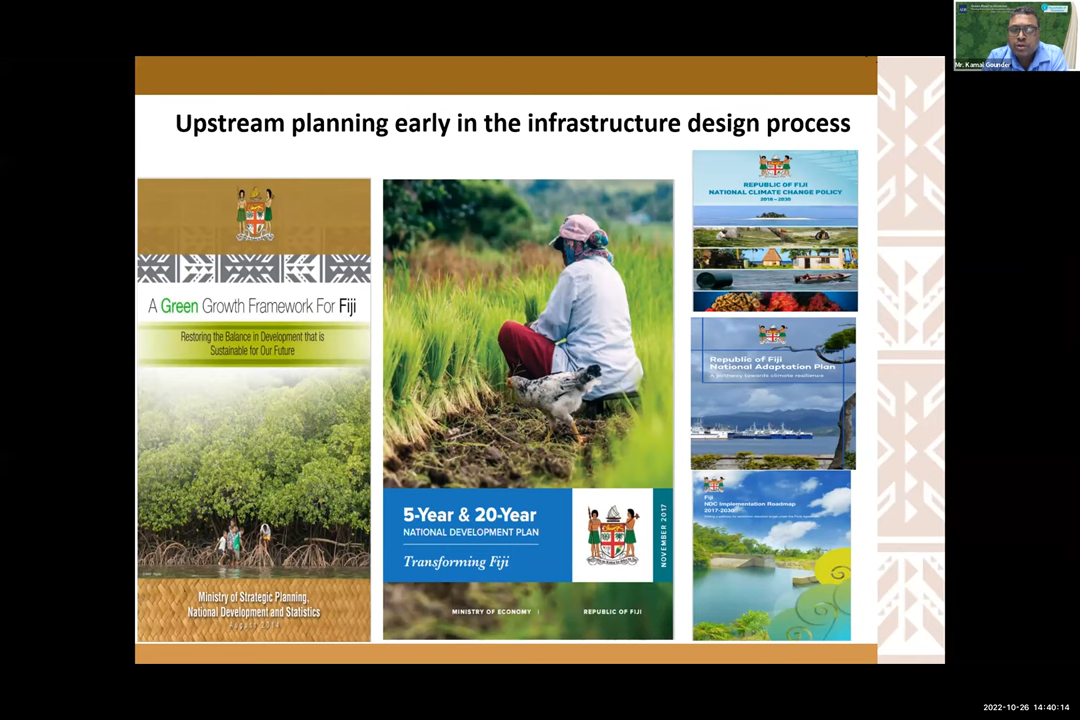 Mr. Kamal Gounder
Upstream planning early in the infrastructure design process
A Green Growth Framework For Fiji
Restoring the Balance in Development that is
Sustainable for Our Future
Ministry of Strategic Planning,
National Development and Statistics
August 2014
5-Year & 20-Year
NATIONAL DEVELOPMENT PLAN
Transforming Fiji
NOVEMBER 2017
MINISTRY OF ECONOMY | REPUBLIC OF FIJI
REPUBLIC OF FIJI
NATIONAL CLIMATE CHANGE POLICY
2018 – 2030
Republic of Fiji
National Adaptation Plan
A pathway towards climate resilience
Fiji
NDC Implementation Roadmap
2017-2030
2022-10-26 14:40:14